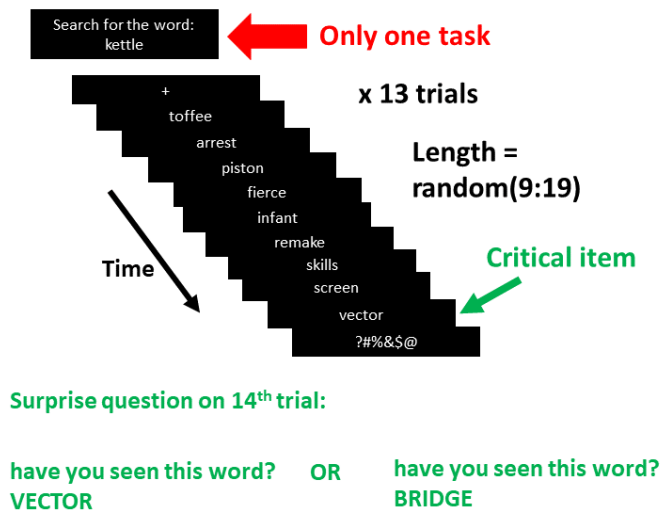 Search for the word:
kettle
Only one task
+
x 13 trials
toffee
arrest
Length =
random(9:19)
piston
fierce
infant
remake
skills
screen
vector
?#%&$@
Time
Critical item
Surprise question on 14th trial:
have you seen this word?
VECTOR
OR
have you seen this word?
BRIDGE